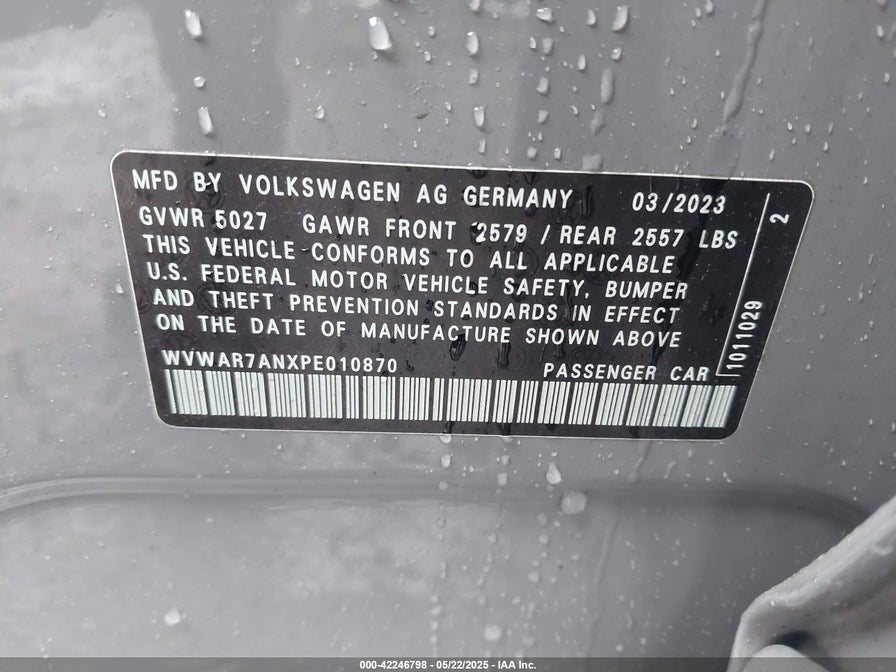 MFD BY VOLKSWAGEN AG GERMANY 03/2023
GVWR 5027 GAWR FRONT 2579 / REAR 2557 LBS
THIS VEHICLE CONFORMS TO ALL APPLICABLE
U.S. FEDERAL MOTOR VEHICLE SAFETY, BUMPER
AND THEFT PREVENTION STANDARDS IN EFFECT
ON THE DATE OF MANUFACTURE SHOWN ABOVE
WVWAR7ANXPE010870 PASSENGER CAR
1011029 2
000-42246798 - 05/22/2025 - IAA Inc.